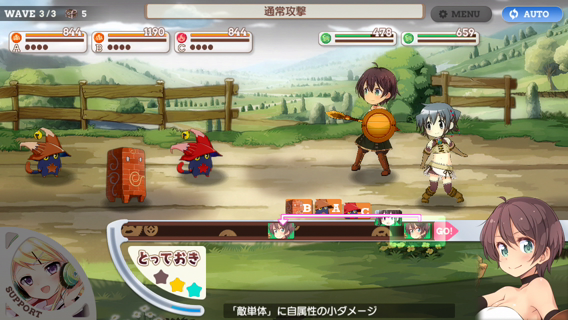 WAVE 3/3 5
通常攻撃
MENU
AUTO
844
1190
844
478
659
A
B
C
B A
GO!
とっておき
SUPPORT
「敵単体」に自属性の小ダメージ